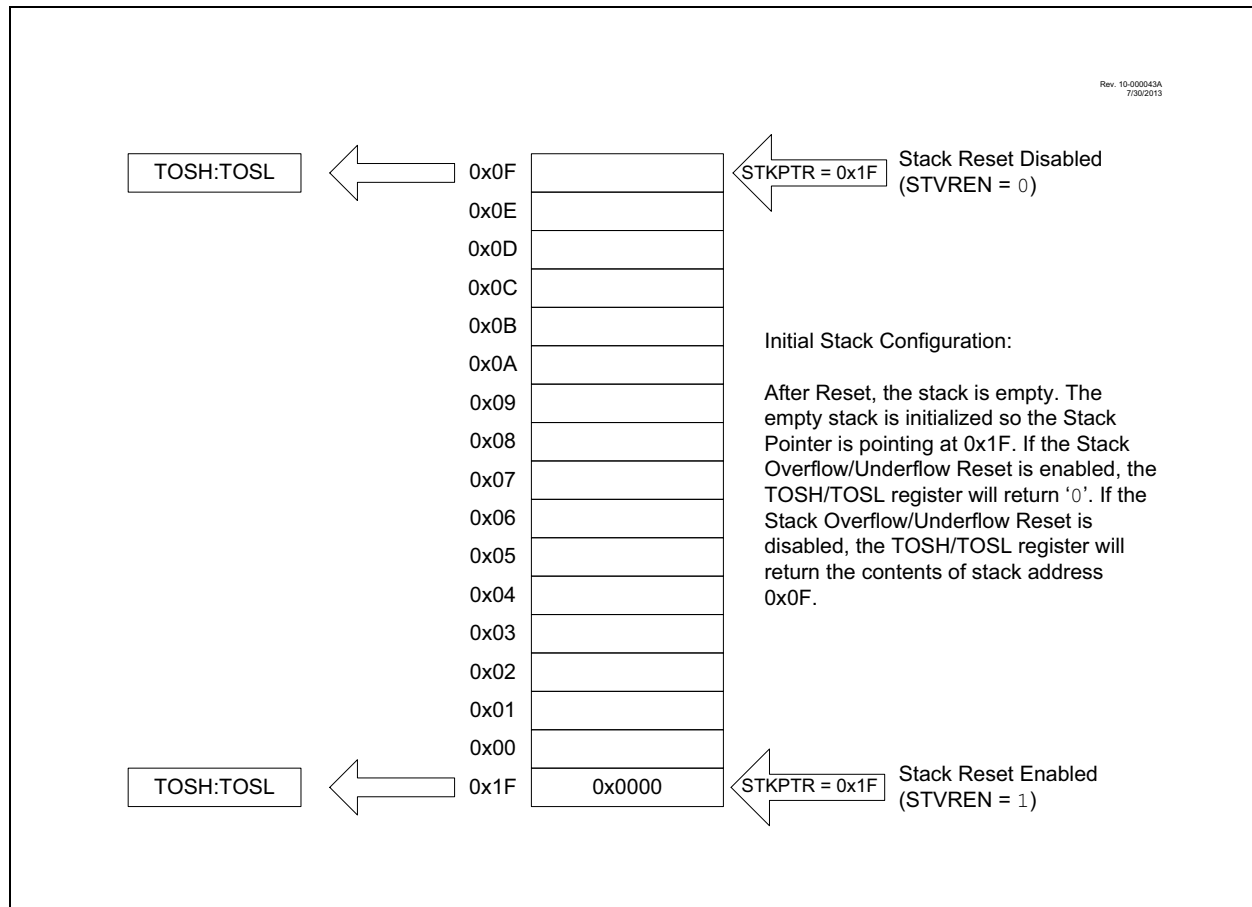 Rev. 10-000043A
7/30/2013
TOSH:TOSL
0x0F
STKPTR = 0x1F
Stack Reset Disabled
(STVREN = 0)
0x0E
0x0D
0x0C
0x0B
0x0A
0x09
0x08
0x07
0x06
0x05
0x04
0x03
0x02
0x01
0x00
Initial Stack Configuration:
After Reset, the stack is empty. The
empty stack is initialized so the Stack
Pointer is pointing at 0x1F. If the Stack
Overflow/Underflow Reset is enabled, the
TOSH/TOSL register will return ‘0’. If the
Stack Overflow/Underflow Reset is
disabled, the TOSH/TOSL register will
return the contents of stack address
0x0F.
TOSH:TOSL
0x1F
0x0000
STKPTR = 0x1F
Stack Reset Enabled
(STVREN = 1)